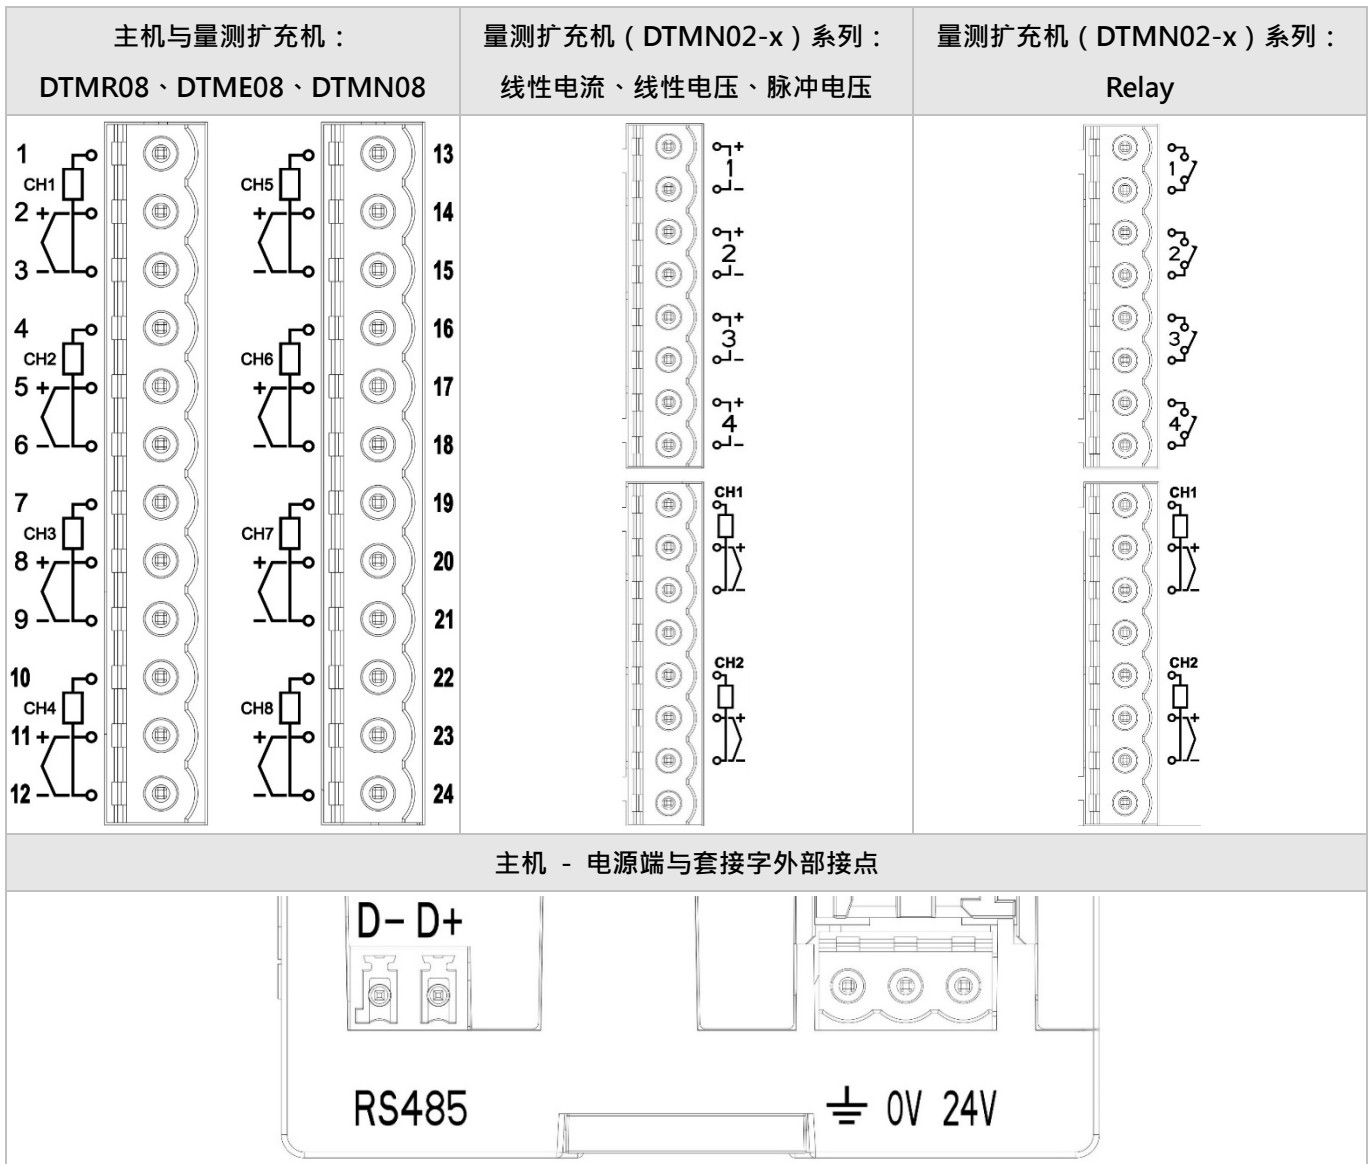 主机与量测扩充机：
DTMR08、DTME08、DTMN08
量测扩充机（DTMN02-x）系列：
线性电流、线性电压、脉冲电压
量测扩充机（DTMN02-x）系列：
Relay
1
CH1
2 +
3 −
4
CH2
5 +
6 −
7
CH3
8 +
9 −
10
CH4
11 +
12 −
13
CH5
+ 14
− 15
16
CH6
+ 17
− 18
19
CH7
+ 20
− 21
22
CH8
+ 23
− 24
+
1
−
+
2
−
+
3
−
+
4
−
CH1
+
−
CH2
+
−
1
2
3
4
CH1
+
−
CH2
+
−
主机 - 电源端与套接字外部接点
D− D+
RS485
0V 24V